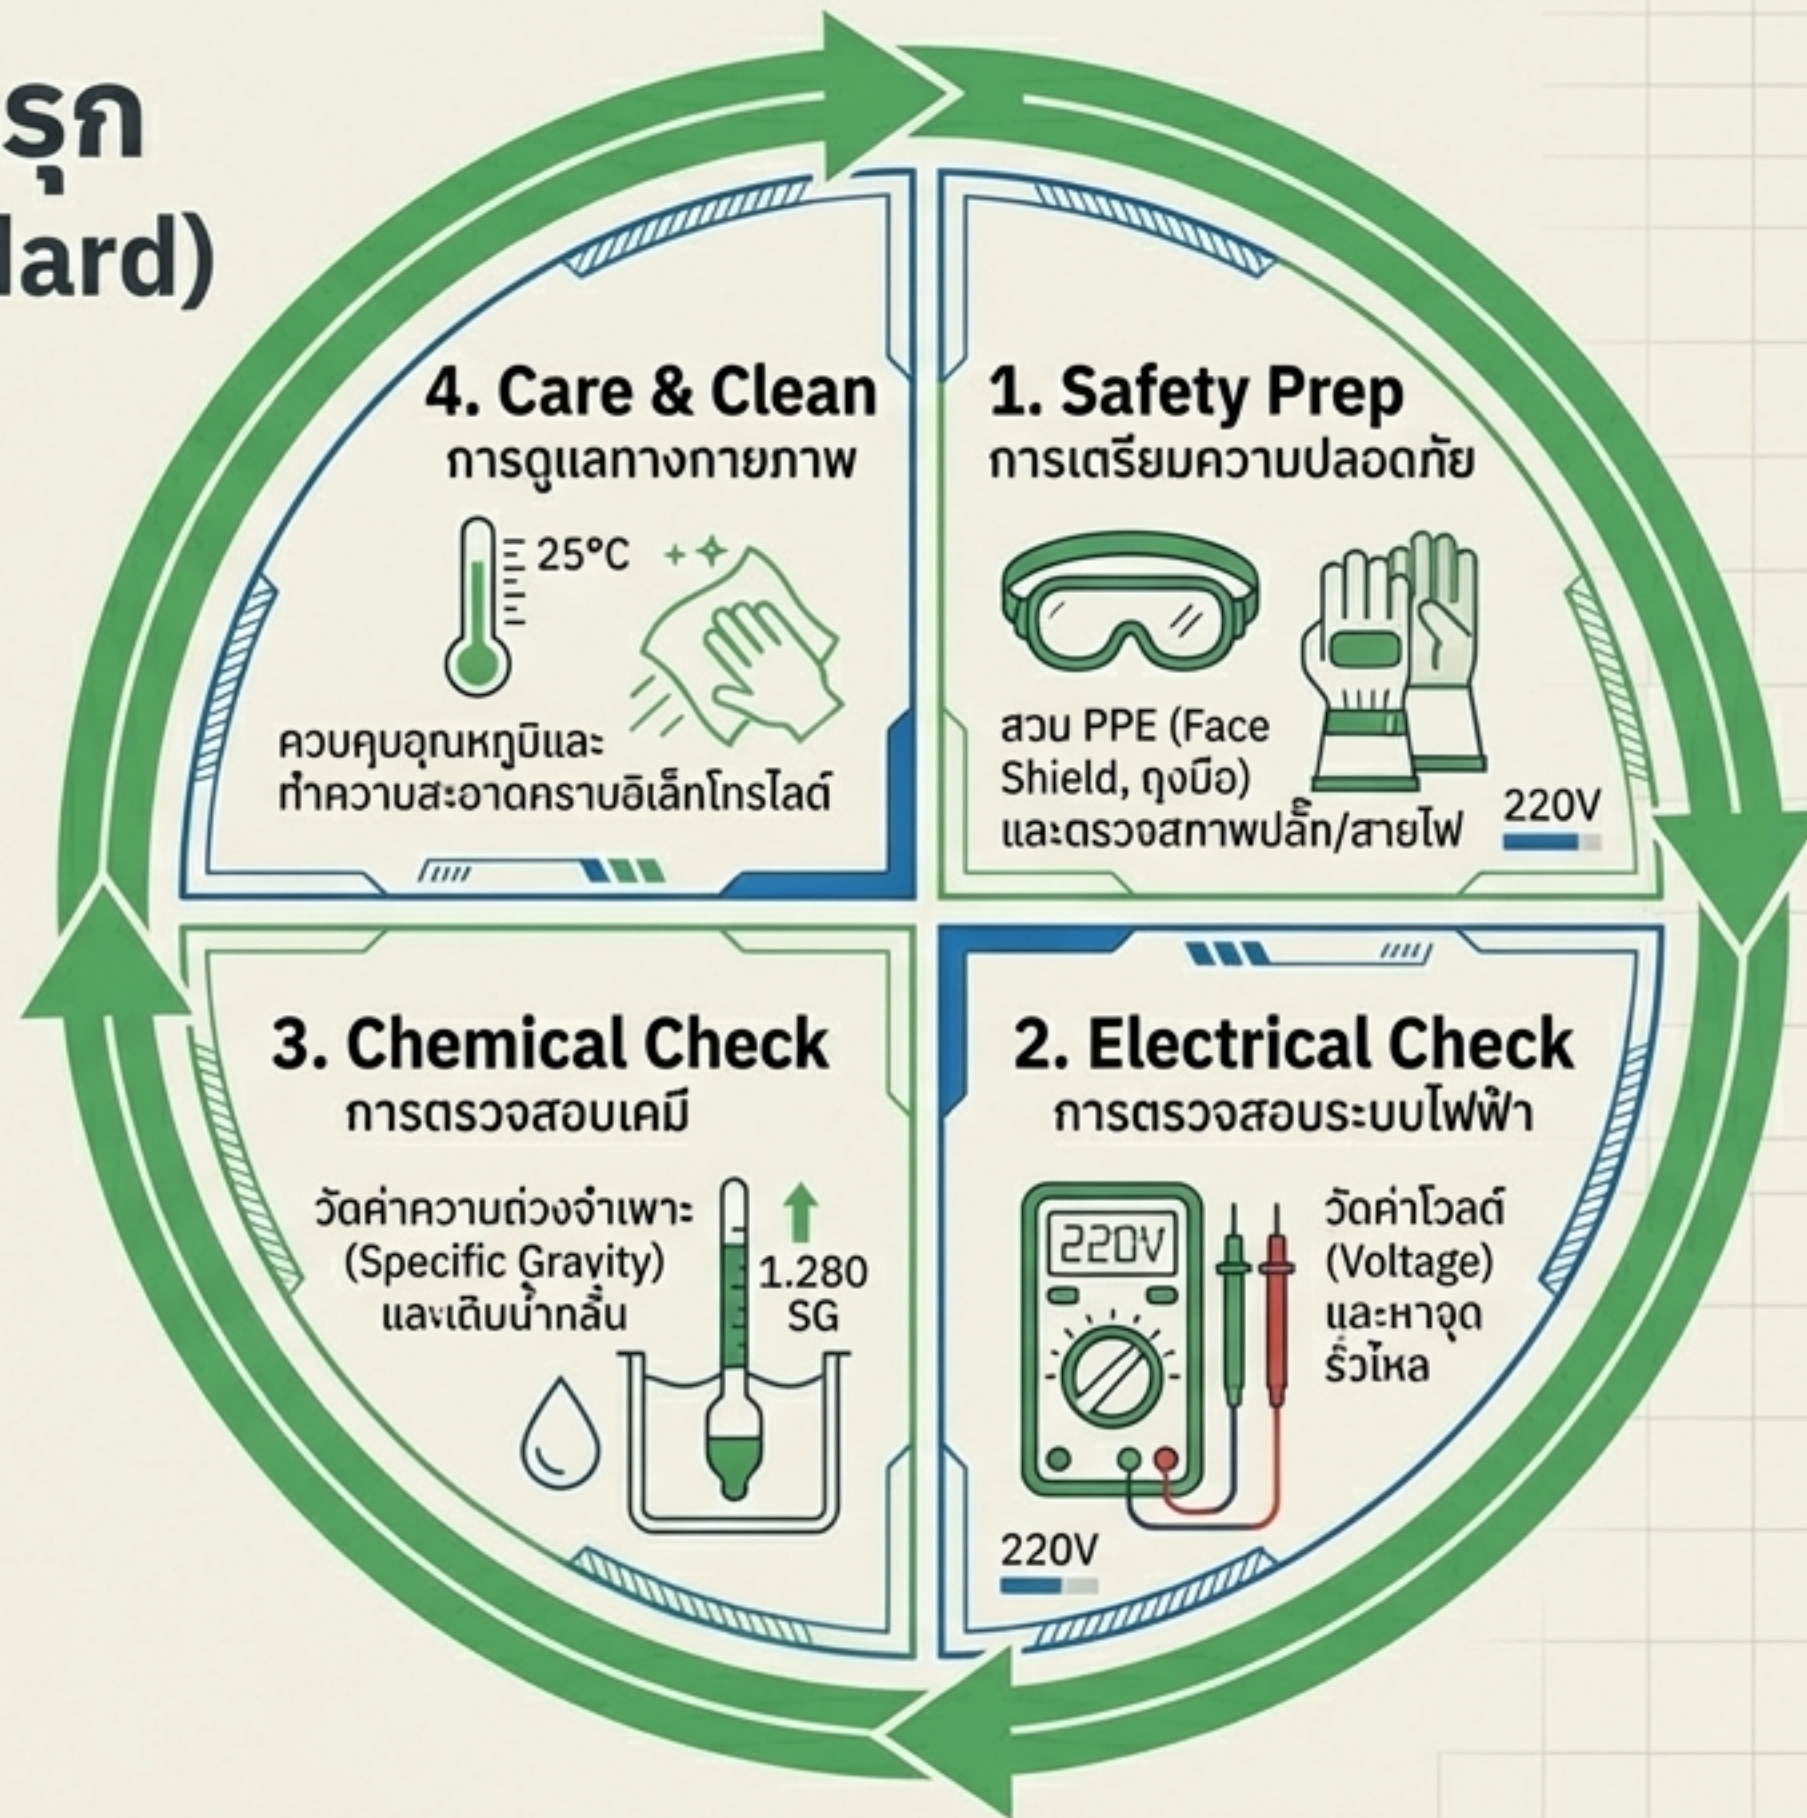 รุก
dard)
1. Safety Prep
การเตรียมความปลอดภัย
สวม PPE (Face
Shield, ถุงมือ)
และตรวจสภาพปลั๊ก/สายไฟ
220V
2. Electrical Check
การตรวจสอบระบบไฟฟ้า
220V
วัดค่าโวลต์
(Voltage)
และหาจุด
รั่วไหล
220V
3. Chemical Check
การตรวจสอบเคมี
วัดค่าความถ่วงจำเพาะ
(Specific Gravity)
และเติมน้ำกลั่น
1.280
SG
4. Care & Clean
การดูแลทางกายภาพ
25°C
ควบคุมอุณหภูมิและ
ทำความสะอาดคราบอิเล็กโทรไลต์